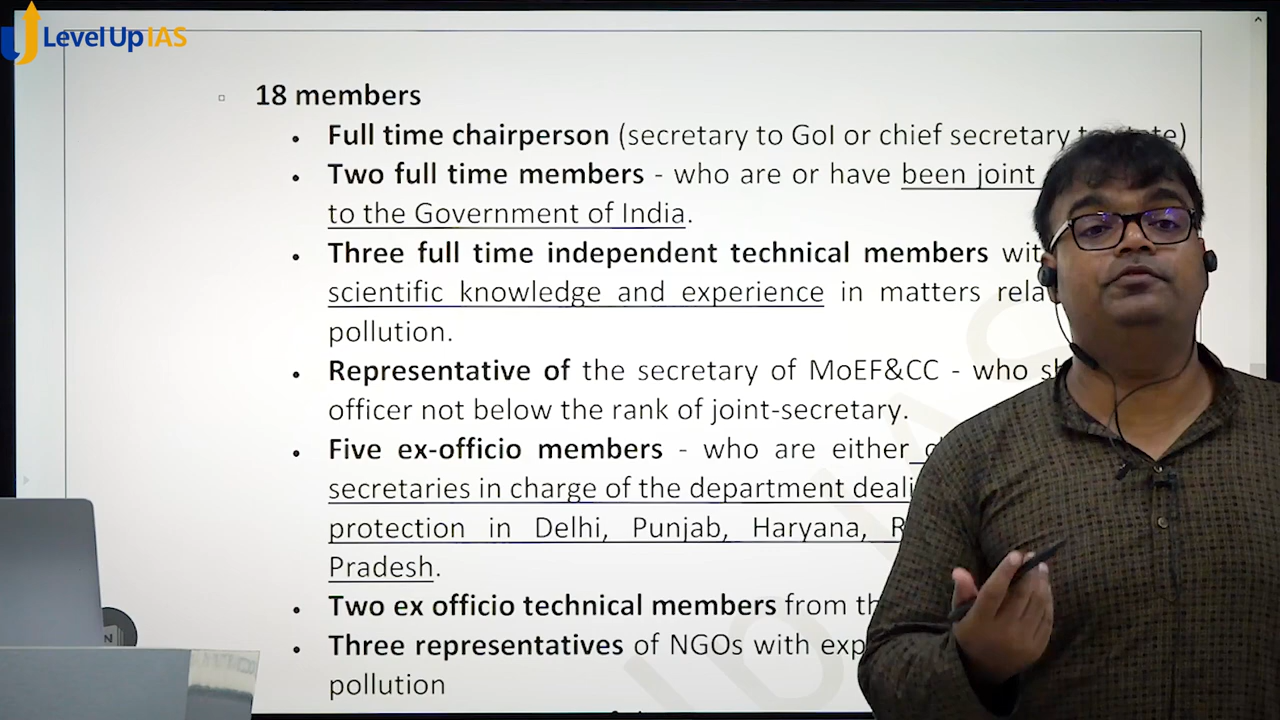 Level Up IAS
18 members
Full time chairperson (secretary to GoI or chief secretary to state)
Two full time members - who are or have been joint
to the Government of India.
Three full time independent technical members
scientific knowledge and experience in matters
pollution.
Representative of the secretary of MoEF&CC - who
officer not below the rank of joint-secretary.
Five ex-officio members - who are either
secretaries in charge of the department
protection in Delhi, Punjab, Haryana,
Pradesh.
Two ex officio technical members from
Three representatives of NGOs with
pollution